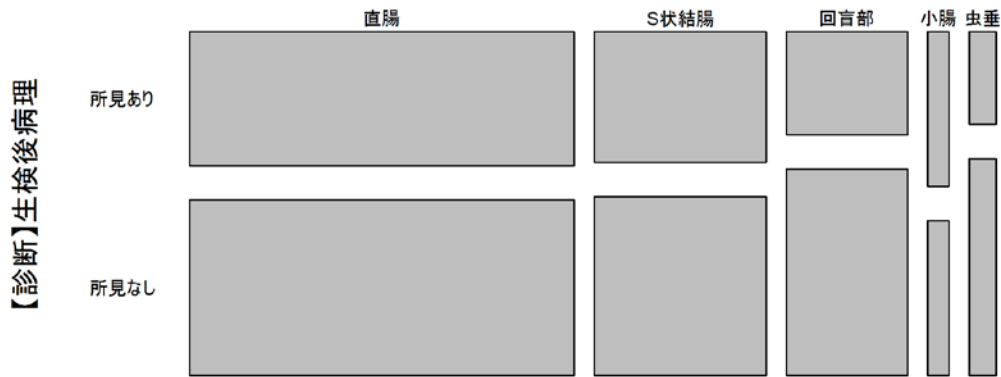 直腸
S状結腸
回盲部
小腸
虫垂
【診断】生検後病理
所見あり
所見なし